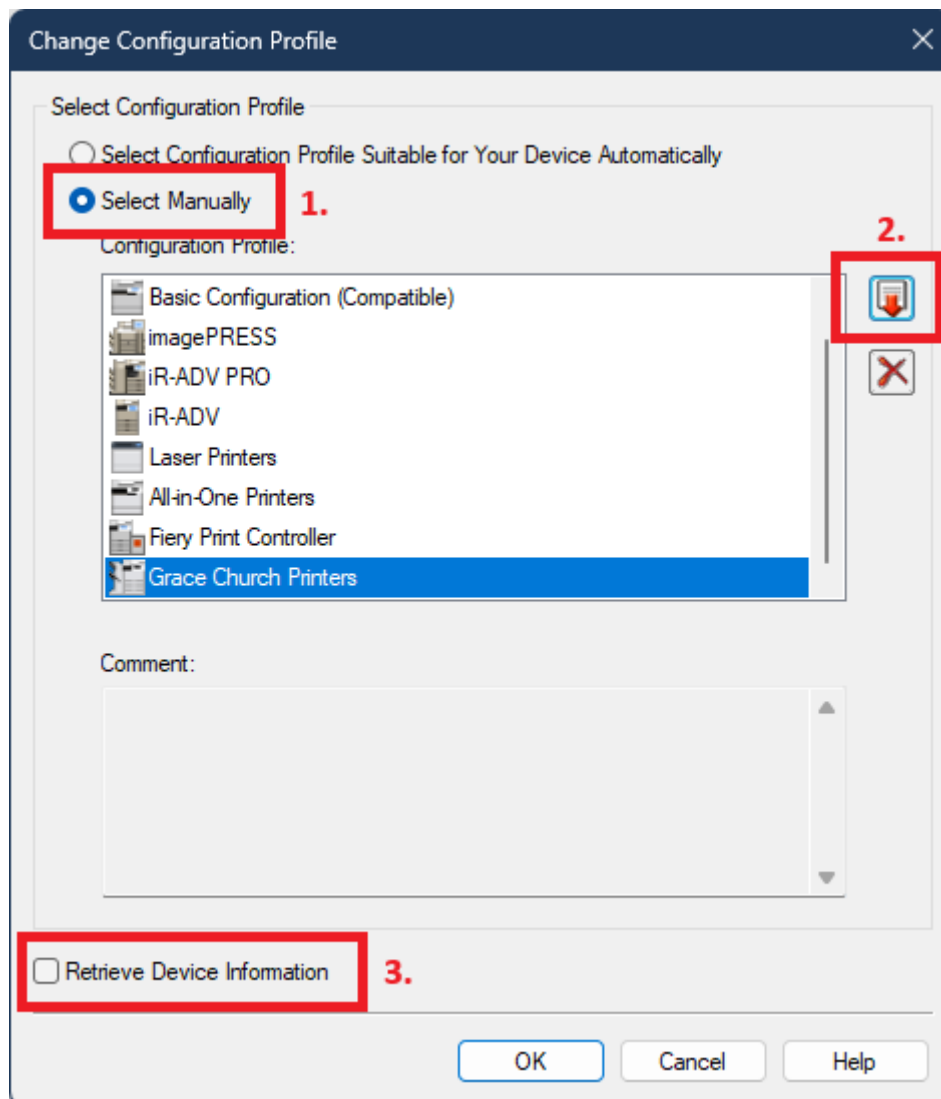 Change Configuration Profile
Select Configuration Profile
Select Configuration Profile Suitable for Your Device Automatically
Select Manually
1.
2.
Configuration Profile:
Basic Configuration (Compatible)
imagePRESS
iR-ADV PRO
iR-ADV
Laser Printers
All-in-One Printers
Fiery Print Controller
Grace Church Printers
Comment:
Retrieve Device Information
3.
OK
Cancel
Help